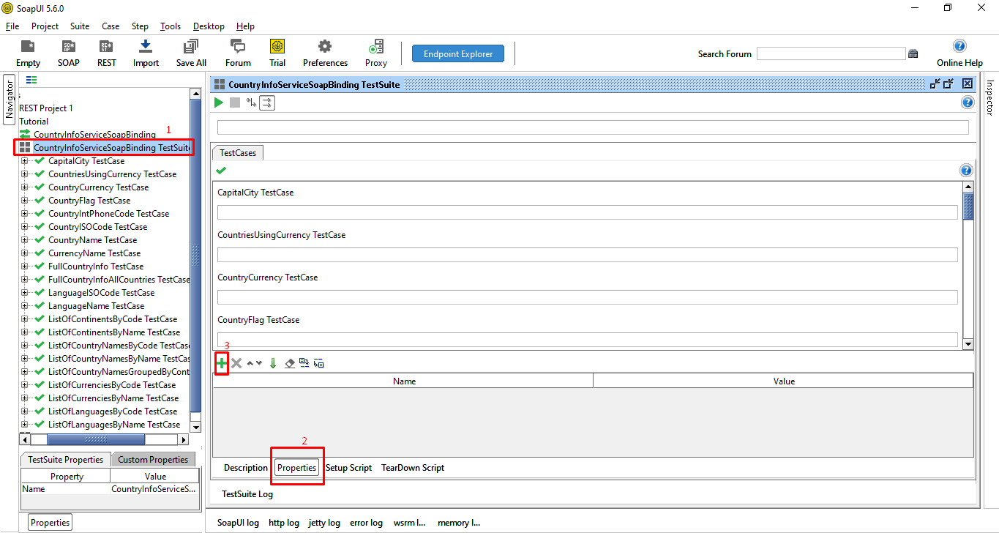 SoapUI 5.6.0
File Project Suite Case Step Tools Desktop Help
Empty SOAP REST Import Save All Forum Trial Preferences Proxy Endpoint Explorer Search Forum Online Help
Navigator
REST Project 1
Tutorial
CountryInfoServiceSoapBinding 1
CountryInfoServiceSoapBinding TestSuite
CapitalCity TestCase
CountriesUsingCurrency TestCase
CountryCurrency TestCase
CountryFlag TestCase
CountryIntPhoneCode TestCase
CountryISOCode TestCase
CountryName TestCase
CurrencyName TestCase
FullCountryInfo TestCase
FullCountryInfoAllCountries TestCase
LanguageISOCode TestCase
LanguageName TestCase
ListOfContinentsByCode TestCase
ListOfContinentsByName TestCase
ListOfCountryNamesByCode TestCase
ListOfCountryNamesByName TestCas
ListOfCountryNamesGroupedByCont
ListOfCurrenciesByCode TestCase
ListOfCurrenciesByName TestCase
ListOfLanguagesByCode TestCase
ListOfLanguagesByName TestCase
TestSuite Properties Custom Properties
Property Value
Name CountryInfoServiceS...
Properties
CountryInfoServiceSoapBinding TestSuite
TestCases
CapitalCity TestCase
CountriesUsingCurrency TestCase
CountryCurrency TestCase
CountryFlag TestCase
3
Name Value
2
Description Properties Setup Script TearDown Script
TestSuite Log
SoapUI log http log jetty log error log wsrm l... memory l...
Inspector